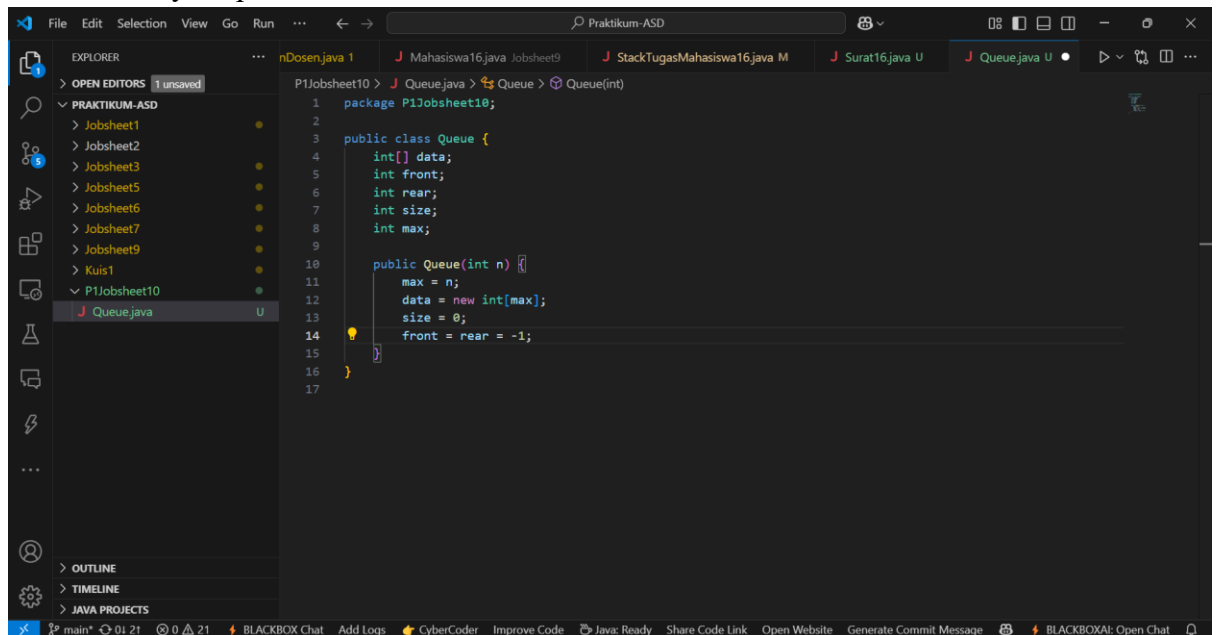 File Edit Selection View Go Run ··· Praktikum-ASD
EXPLORER ···
nDosen.java 1 J Mahasiswa16.java Jobsheet9 J StackTugasMahasiswa16.java M J Surat16.java U J Queue.java U
OPEN EDITORS 1 unsaved
PRAKTIKUM-ASD
Jobsheet1
Jobsheet2
Jobsheet3
Jobsheet5
Jobsheet6
Jobsheet7
Jobsheet9
Kuis1
P1Jobsheet10
J Queue.java U
OUTLINE
TIMELINE
JAVA PROJECTS
P1Jobsheet10 > J Queue.java > Queue > Queue(int)
1 package P1Jobsheet10;
2
3 public class Queue {
4 int[] data;
5 int front;
6 int rear;
7 int size;
8 int max;
9
10 public Queue(int n) {
11 max = n;
12 data = new int[max];
13 size = 0;
14 front = rear = -1;
15 }
16 }
17
main* 0↓ 2↑ 0 21 BLACKBOX Chat Add Logs CyberCoder Improve Code Java: Ready Share Code Link Open Website Generate Commit Message BLACKBOXAI: Open Chat